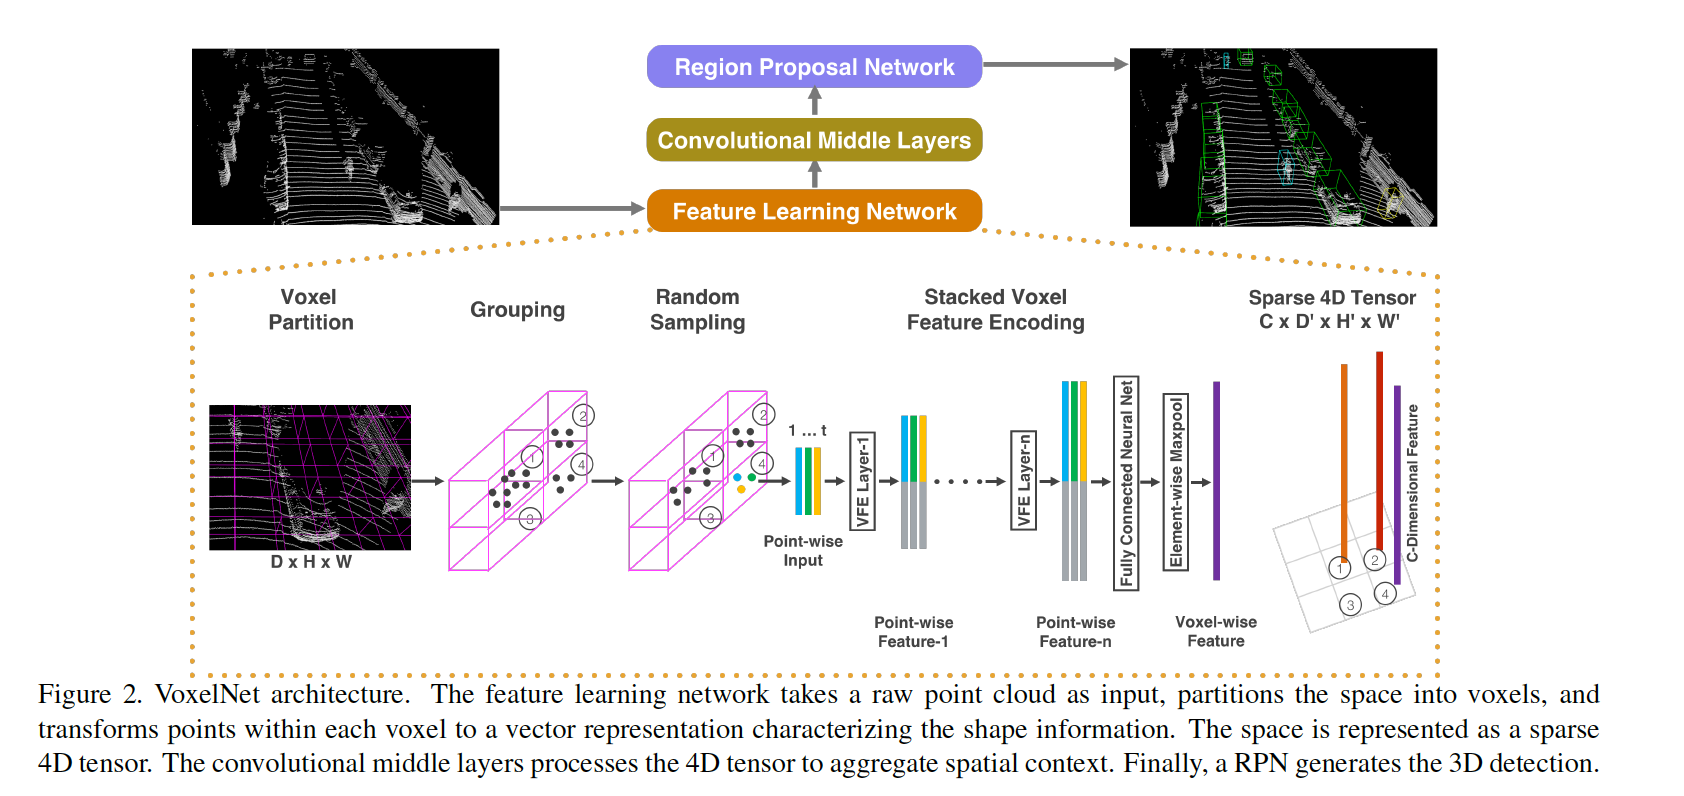 Region Proposal Network
Convolutional Middle Layers
Feature Learning Network
Voxel
Partition
Grouping
Random
Sampling
Stacked Voxel
Feature Encoding
Sparse 4D Tensor
C x D' x H' x W'
D x H x W
1
2
3
4
1
2
3
4
1 ... t
Point-wise
Input
VFE Layer-1
Point-wise
Feature-1
VFE Layer-n
Point-wise
Feature-n
Fully Connected Neural Net
Element-wise Maxpool
Voxel-wise
Feature
C-Dimensional Feature
1
2
3
4
Figure 2. VoxelNet architecture. The feature learning network takes a raw point cloud as input, partitions the space into voxels, and
transforms points within each voxel to a vector representation characterizing the shape information. The space is represented as a sparse
4D tensor. The convolutional middle layers processes the 4D tensor to aggregate spatial context. Finally, a RPN generates the 3D detection.